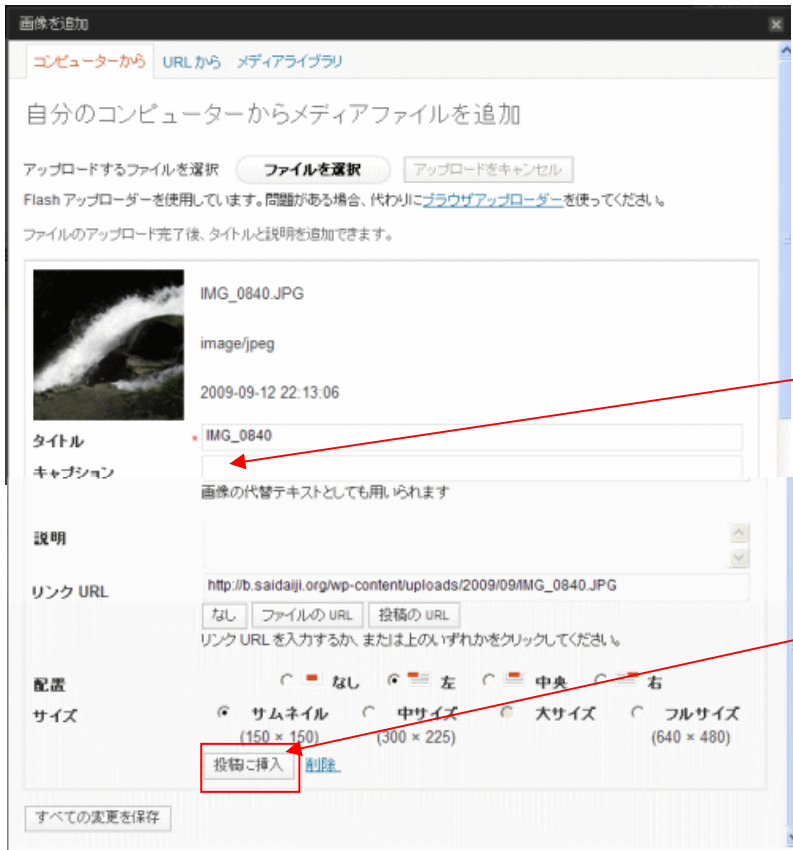 画像を追加
コンピューターから URLから メディアライブラリ
自分のコンピューターからメディアファイルを追加
アップロードするファイルを選択 ファイルを選択 アップロードをキャンセル
Flash アップローダーを使用しています。問題がある場合、代わりにブラウザアップローダーを使ってください。
ファイルのアップロード完了後、タイトルと説明を追加できます。
IMG_0840.JPG
image/jpeg
2009-09-12 22:13:06
タイトル * IMG_0840
キャプション
画像の代替テキストとしても用いられます
説明
リンク URL http://b.saidaiji.org/wp-content/uploads/2009/09/IMG_0840.JPG
なし ファイルの URL 投稿の URL
リンク URL を入力するか、または上のいずれかをクリックしてください。
配置 なし 左 中央 右
サイズ サムネイル 中サイズ 大サイズ フルサイズ
(150 × 150) (300 × 225) (640 × 480)
投稿に挿入 削除
すべての変更を保存